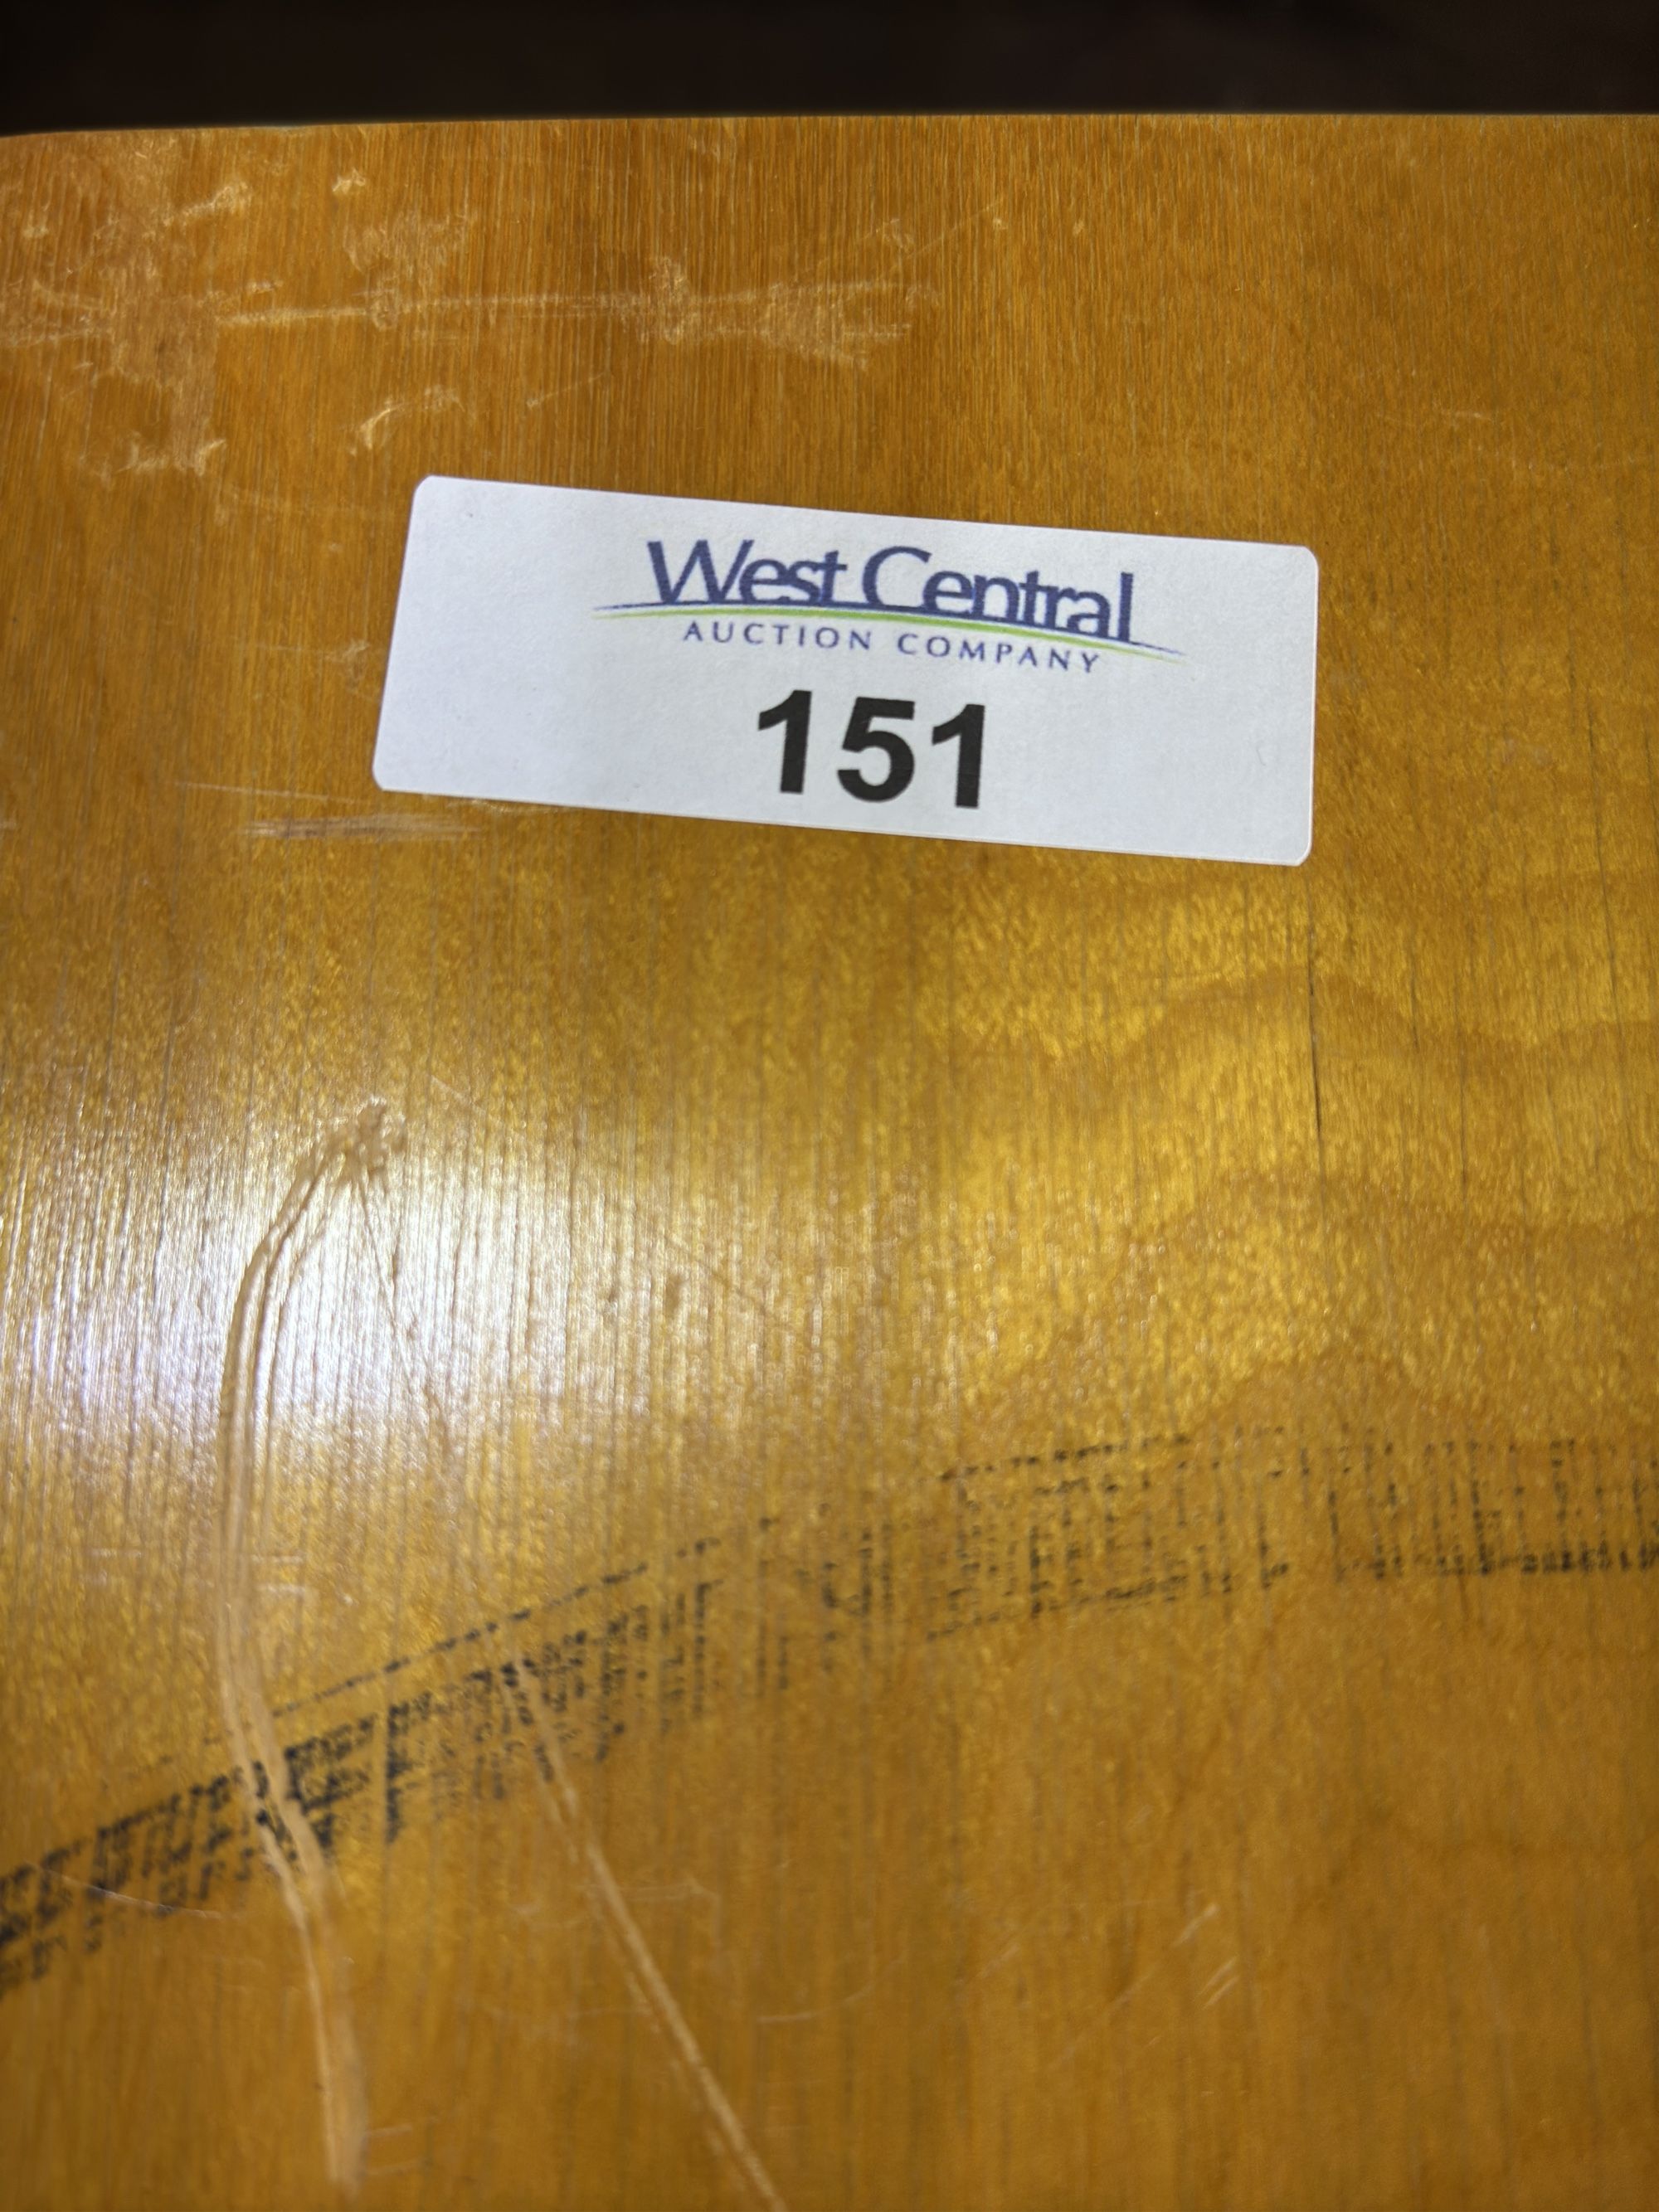 West Central
AUCTION COMPANY
151